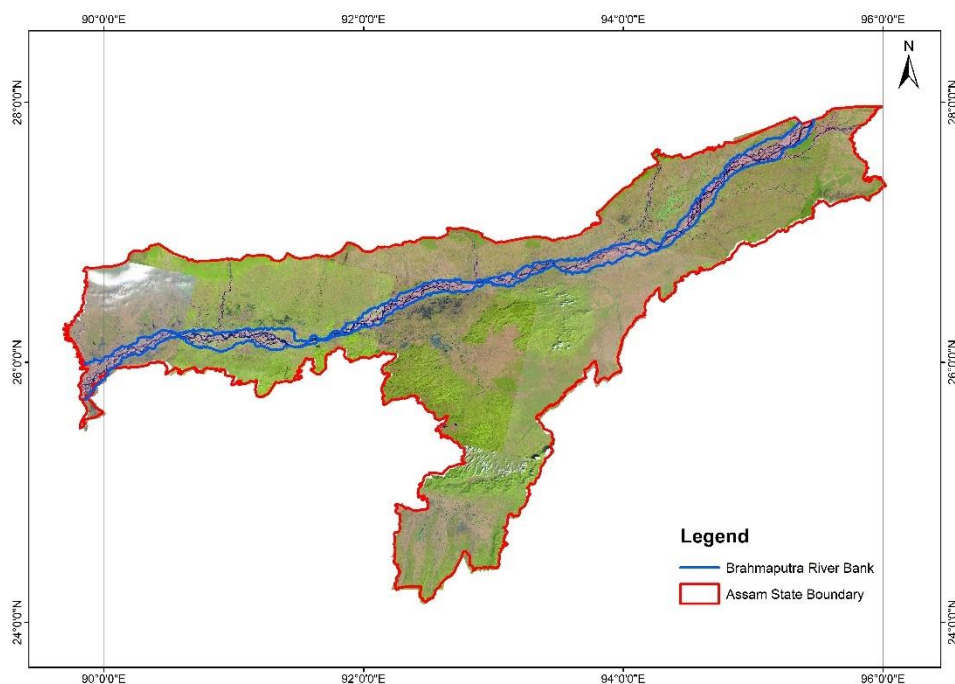 90°0'0"E 92°0'0"E 94°0'0"E 96°0'0"E
N
28°0'0"N 28°0'0"N
26°0'0"N 26°0'0"N
Legend
Brahmaputra River Bank
Assam State Boundary
24°0'0"N 24°0'0"N
90°0'0"E 92°0'0"E 94°0'0"E 96°0'0"E